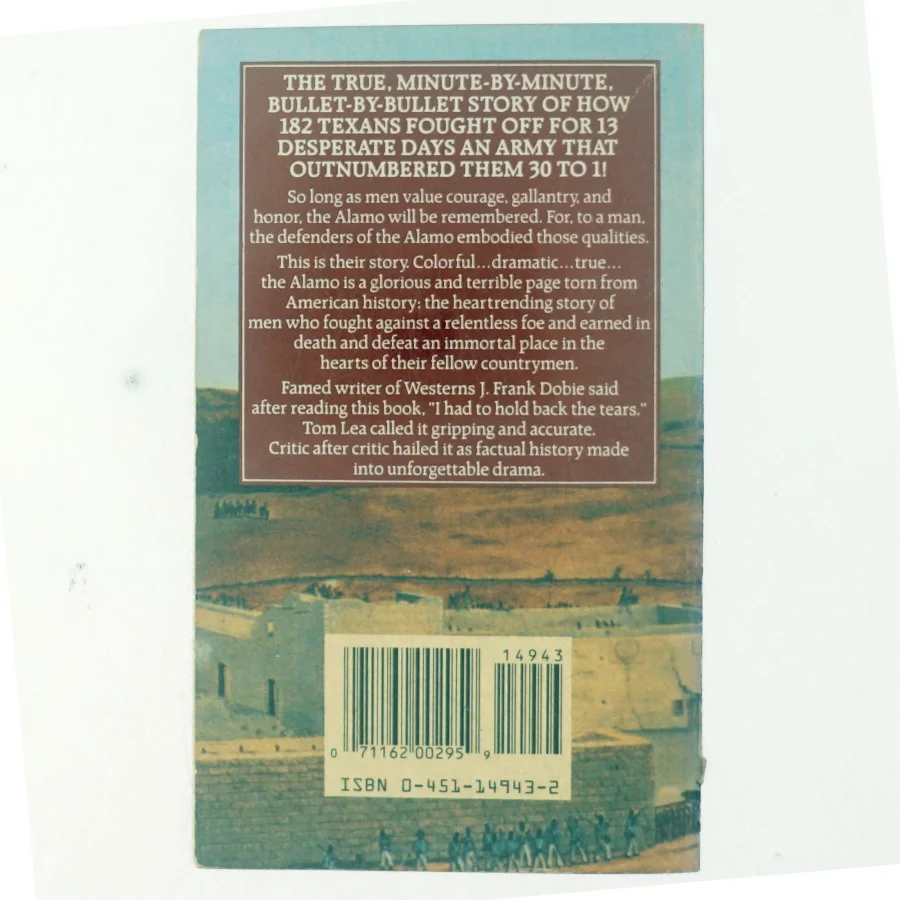 THE TRUE, MINUTE-BY-MINUTE,
BULLET-BY-BULLET STORY OF HOW
182 TEXANS FOUGHT OFF FOR 13
DESPERATE DAYS AN ARMY THAT
OUTNUMBERED THEM 30 TO 1!
So long as men value courage, gallantry, and
honor, the Alamo will be remembered. For, to a man,
the defenders of the Alamo embodied those qualities.
This is their story. Colorful...dramatic...true...
the Alamo is a glorious and terrible page torn from
American history: the heartrending story of
men who fought against a relentless foe and earned in
death and defeat an immortal place in the
hearts of their fellow countrymen.
Famed writer of Westerns J. Frank Dobie said
after reading this book, "I had to hold back the tears."
Tom Lea called it gripping and accurate.
Critic after critic hailed it as factual history made
into unforgettable drama.
14943
0 71162 00295 9
ISBN 0-451-14943-2